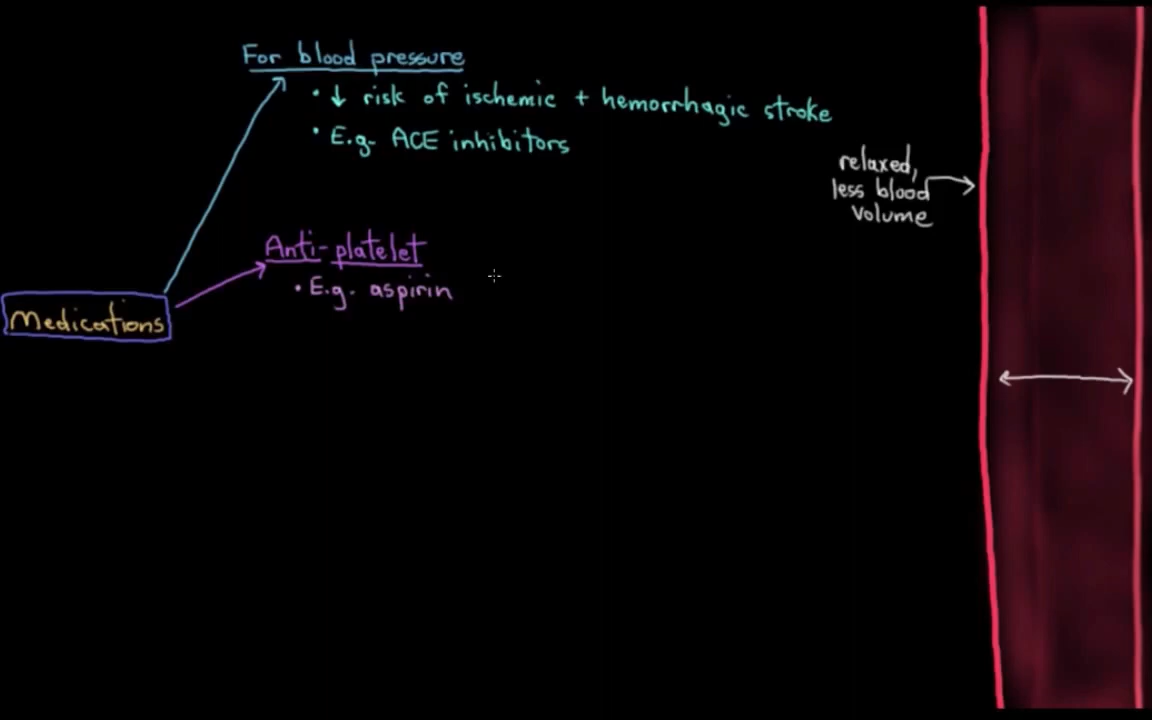 For blood pressure
• ↓ risk of ischemic + hemorrhagic stroke
• E.g. ACE inhibitors
relaxed,
less blood
volume
Anti-platelet
• E.g. aspirin
Medications